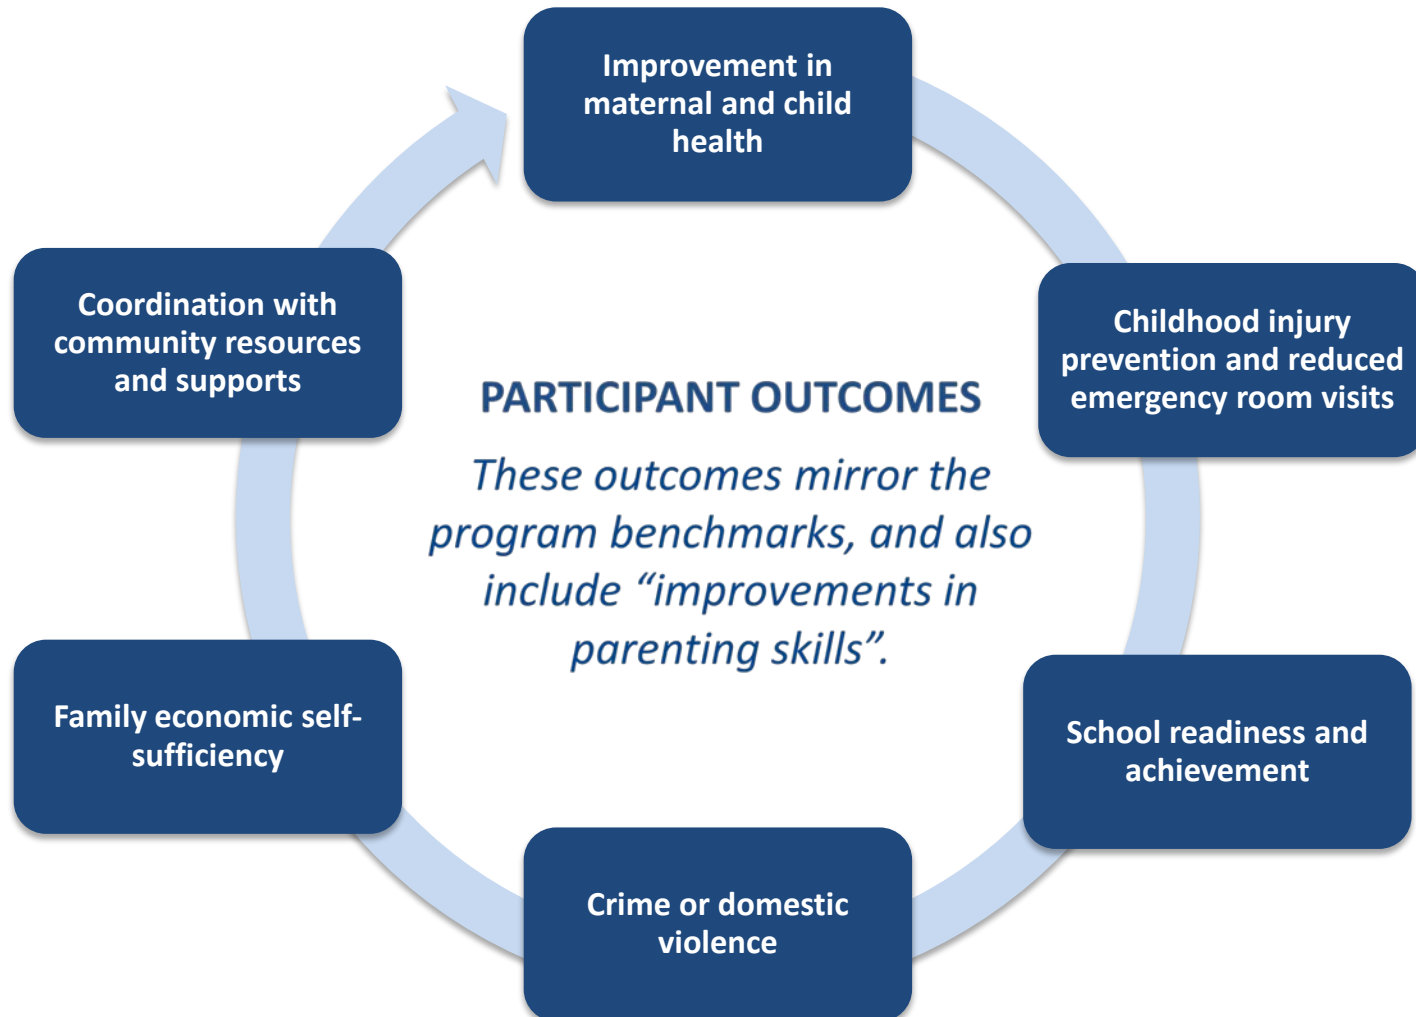 Improvement in
maternal and child
health
Childhood injury
prevention and reduced
emergency room visits
School readiness and
achievement
Crime or domestic
violence
Family economic self-
sufficiency
Coordination with
community resources
and supports
PARTICIPANT OUTCOMES
These outcomes mirror the
program benchmarks, and also
include “improvements in
parenting skills”.